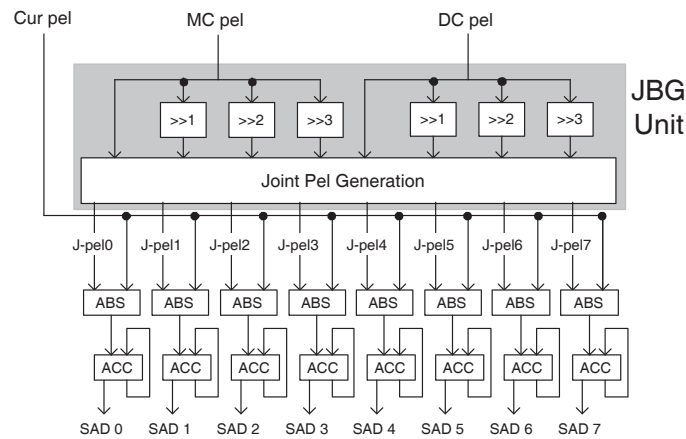 Cur pel MC pel DC pel
JBG
Unit
>>1 >>2 >>3 >>1 >>2 >>3
Joint Pel Generation
J-pel0 J-pel1 J-pel2 J-pel3 J-pel4 J-pel5 J-pel6 J-pel7
ABS ABS ABS ABS ABS ABS ABS ABS
ACC ACC ACC ACC ACC ACC ACC ACC
SAD 0 SAD 1 SAD 2 SAD 3 SAD 4 SAD 5 SAD 6 SAD 7